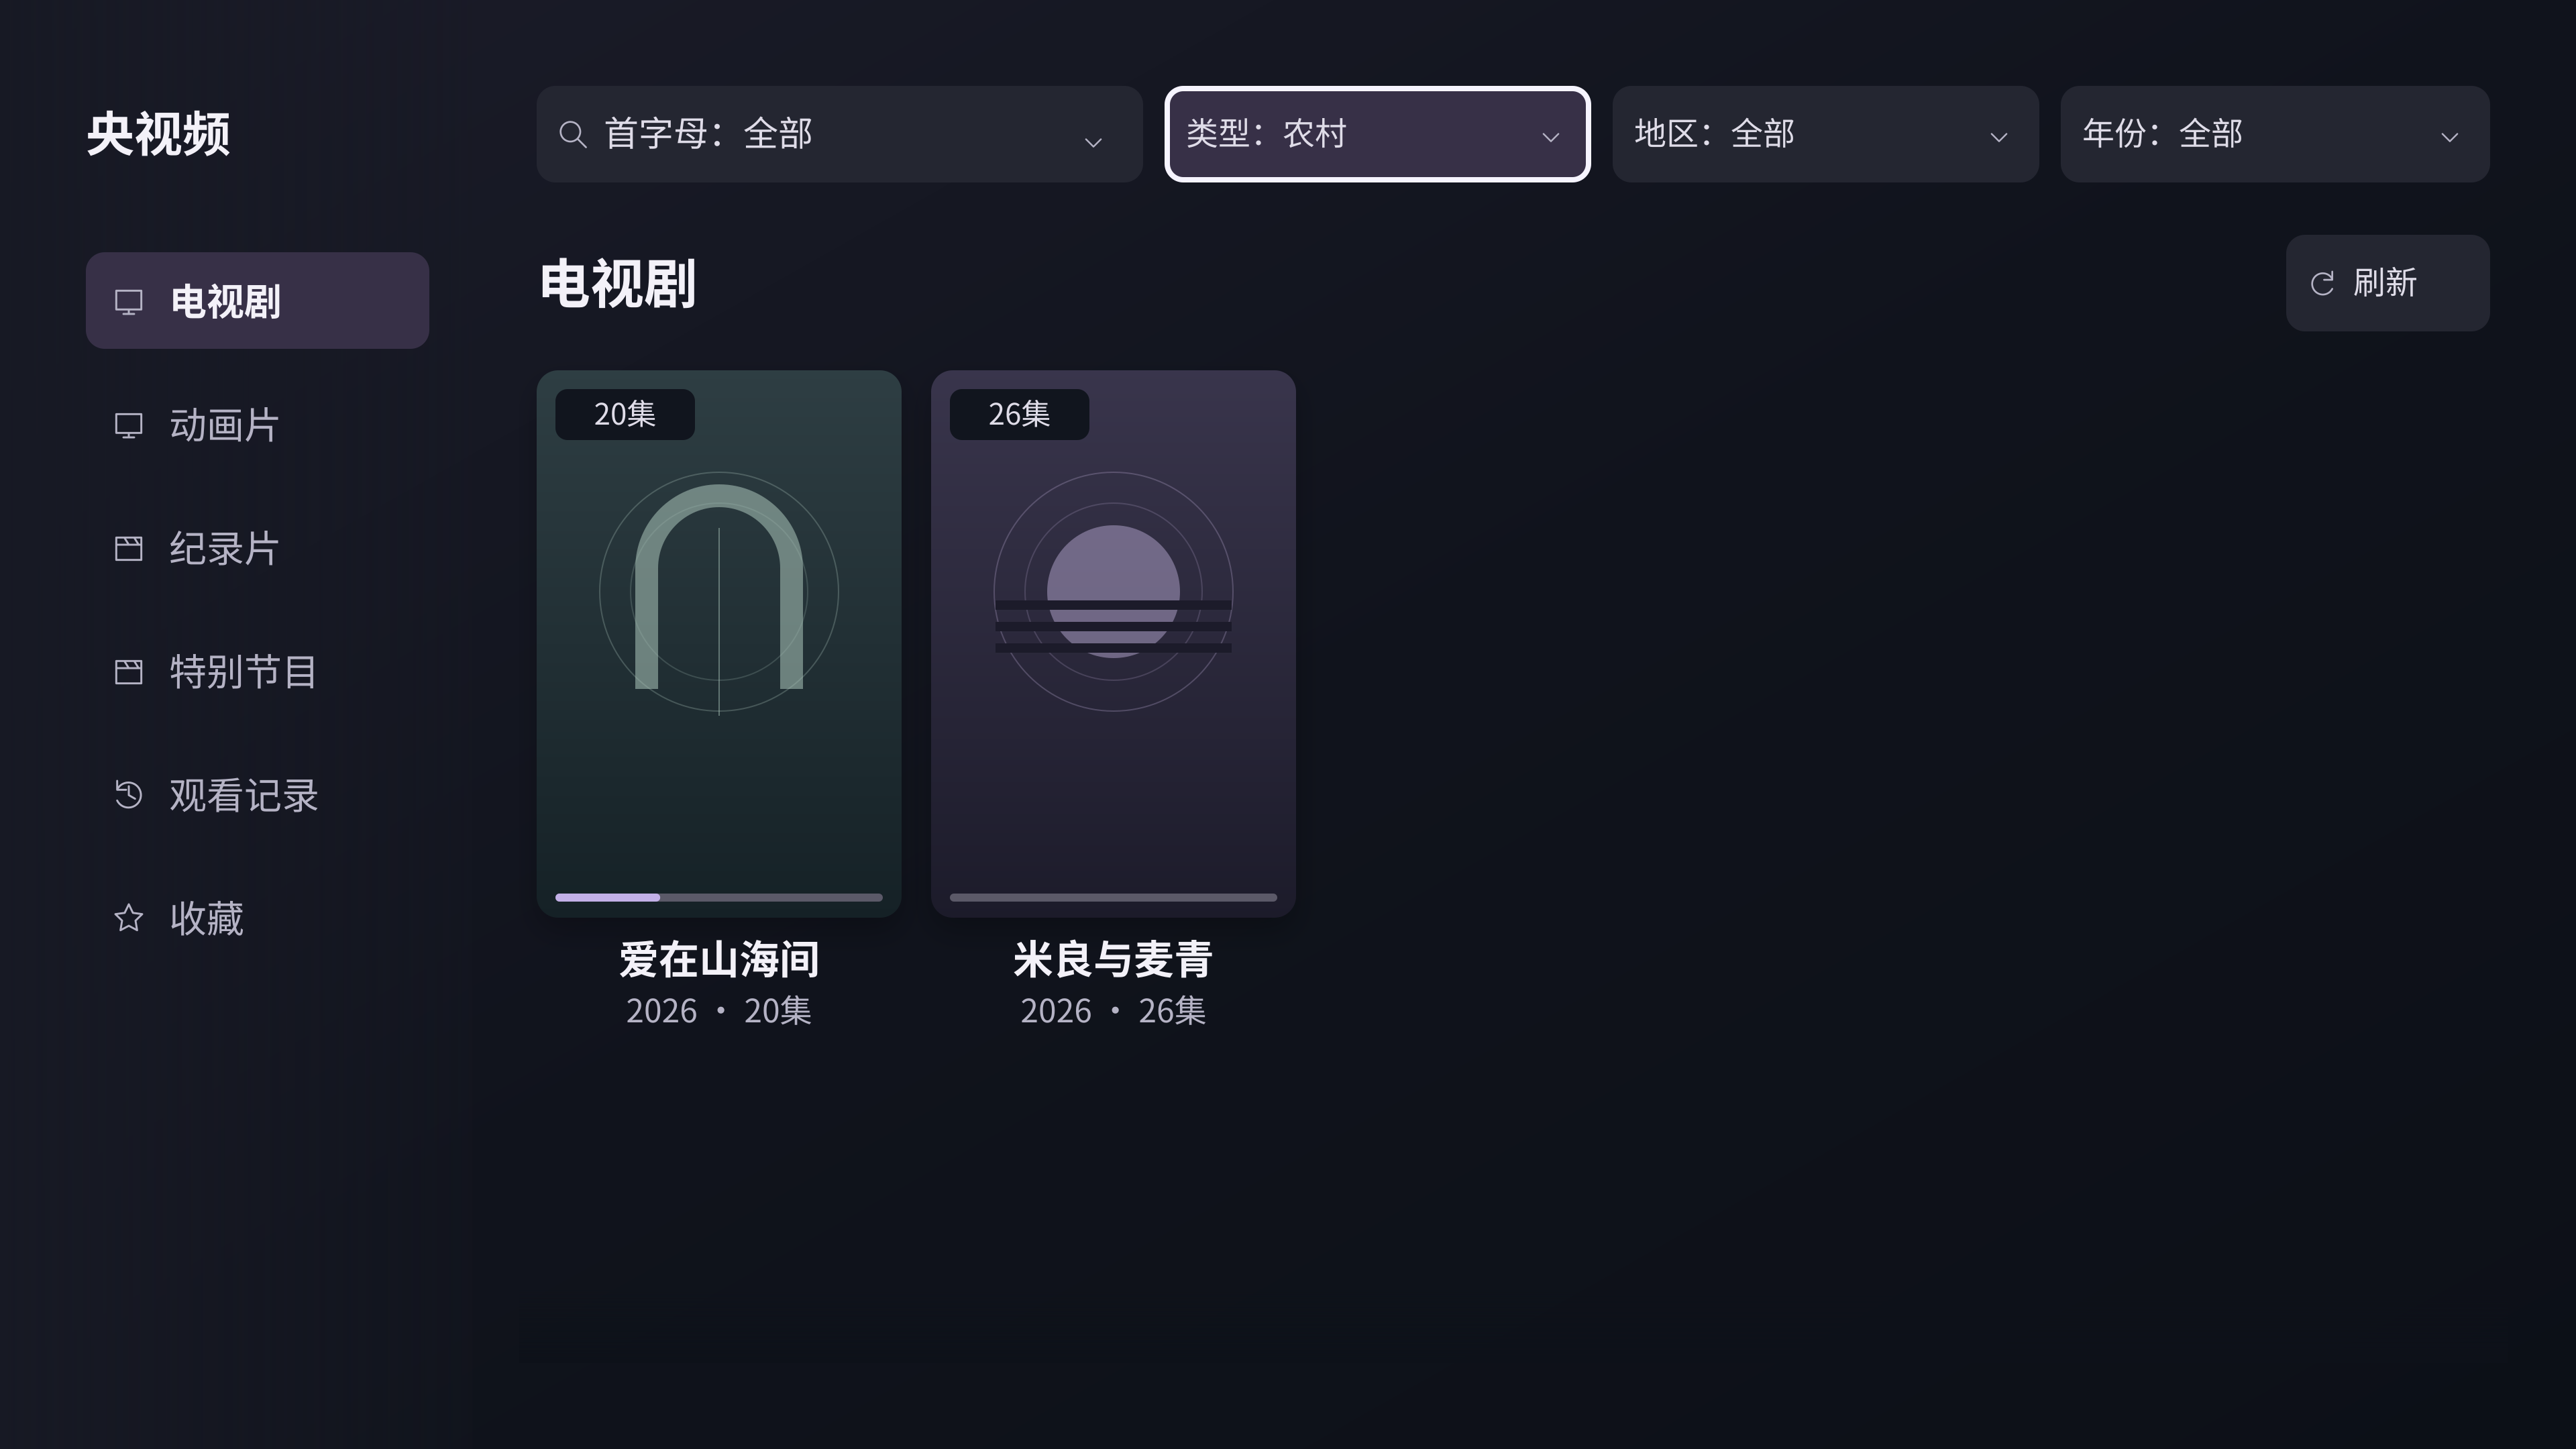 央视频
首字母：全部
类型：农村
地区：全部
年份：全部
电视剧
动画片
纪录片
特别节目
观看记录
收藏
电视剧
刷新
20集
26集
爱在山海间
2026 · 20集
米良与麦青
2026 · 26集